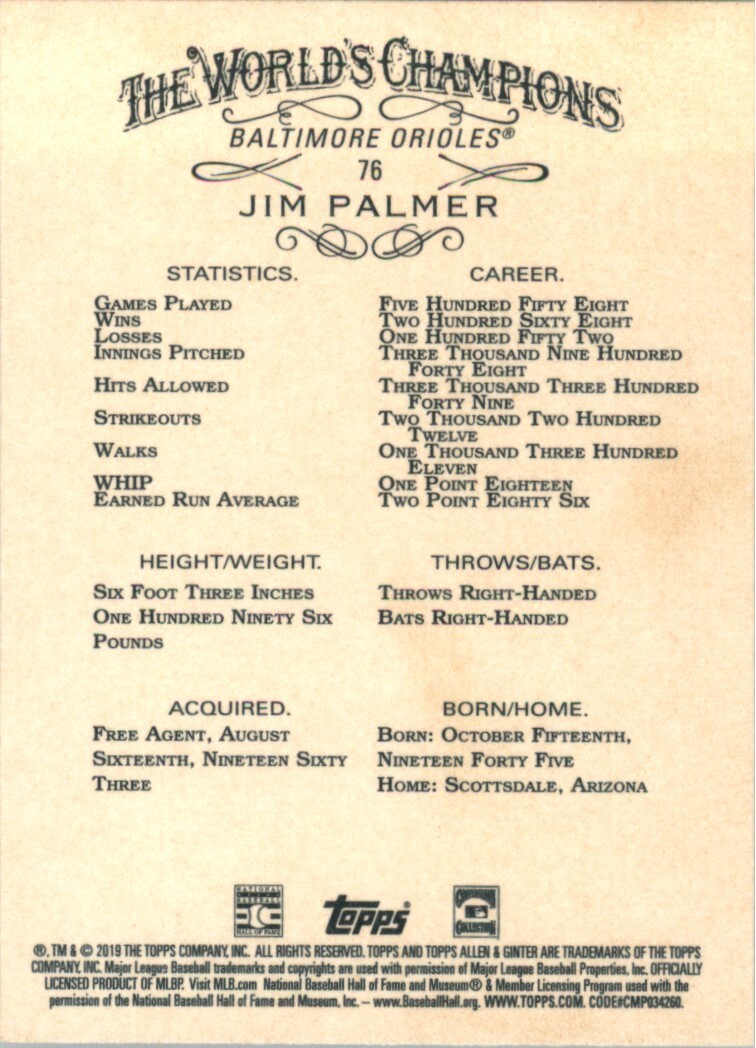 THE WORLD'S CHAMPIONS
BALTIMORE ORIOLES®
76
JIM PALMER
STATISTICS. CAREER.
GAMES PLAYED FIVE HUNDRED FIFTY EIGHT
WINS TWO HUNDRED SIXTY EIGHT
LOSSES ONE HUNDRED FIFTY TWO
INNINGS PITCHED THREE THOUSAND NINE HUNDRED
FORTY EIGHT
HITS ALLOWED THREE THOUSAND THREE HUNDRED
FORTY NINE
STRIKEOUTS TWO THOUSAND TWO HUNDRED
TWELVE
WALKS ONE THOUSAND THREE HUNDRED
ELEVEN
WHIP ONE POINT EIGHTEEN
EARNED RUN AVERAGE TWO POINT EIGHTY SIX
HEIGHT/WEIGHT.
SIX FOOT THREE INCHES
ONE HUNDRED NINETY SIX
POUNDS
THROWS/BATS.
THROWS RIGHT-HANDED
BATS RIGHT-HANDED
ACQUIRED.
FREE AGENT, AUGUST
SIXTEENTH, NINETEEN SIXTY
THREE
BORN/HOME.
BORN: OCTOBER FIFTEENTH,
NINETEEN FORTY FIVE
HOME: SCOTTSDALE, ARIZONA
NATIONAL
BASEBALL
HALL OF FAME
topps®
COOPERSTOWN
COLLECTION
®, TM & © 2019 THE TOPPS COMPANY, INC. ALL RIGHTS RESERVED. TOPPS AND TOPPS ALLEN & GINTER ARE TRADEMARKS OF THE TOPPS
COMPANY, INC. Major League Baseball trademarks and copyrights are used with permission of Major League Baseball Properties, Inc. OFFICIALLY
LICENSED PRODUCT OF MLBP. Visit MLB.com National Baseball Hall of Fame and Museum® & Member Licensing Program used with the
permission of the National Baseball Hall of Fame and Museum, Inc. – www.BaseballHall.org. WWW.TOPPS.COM. CODE#CMP034260.